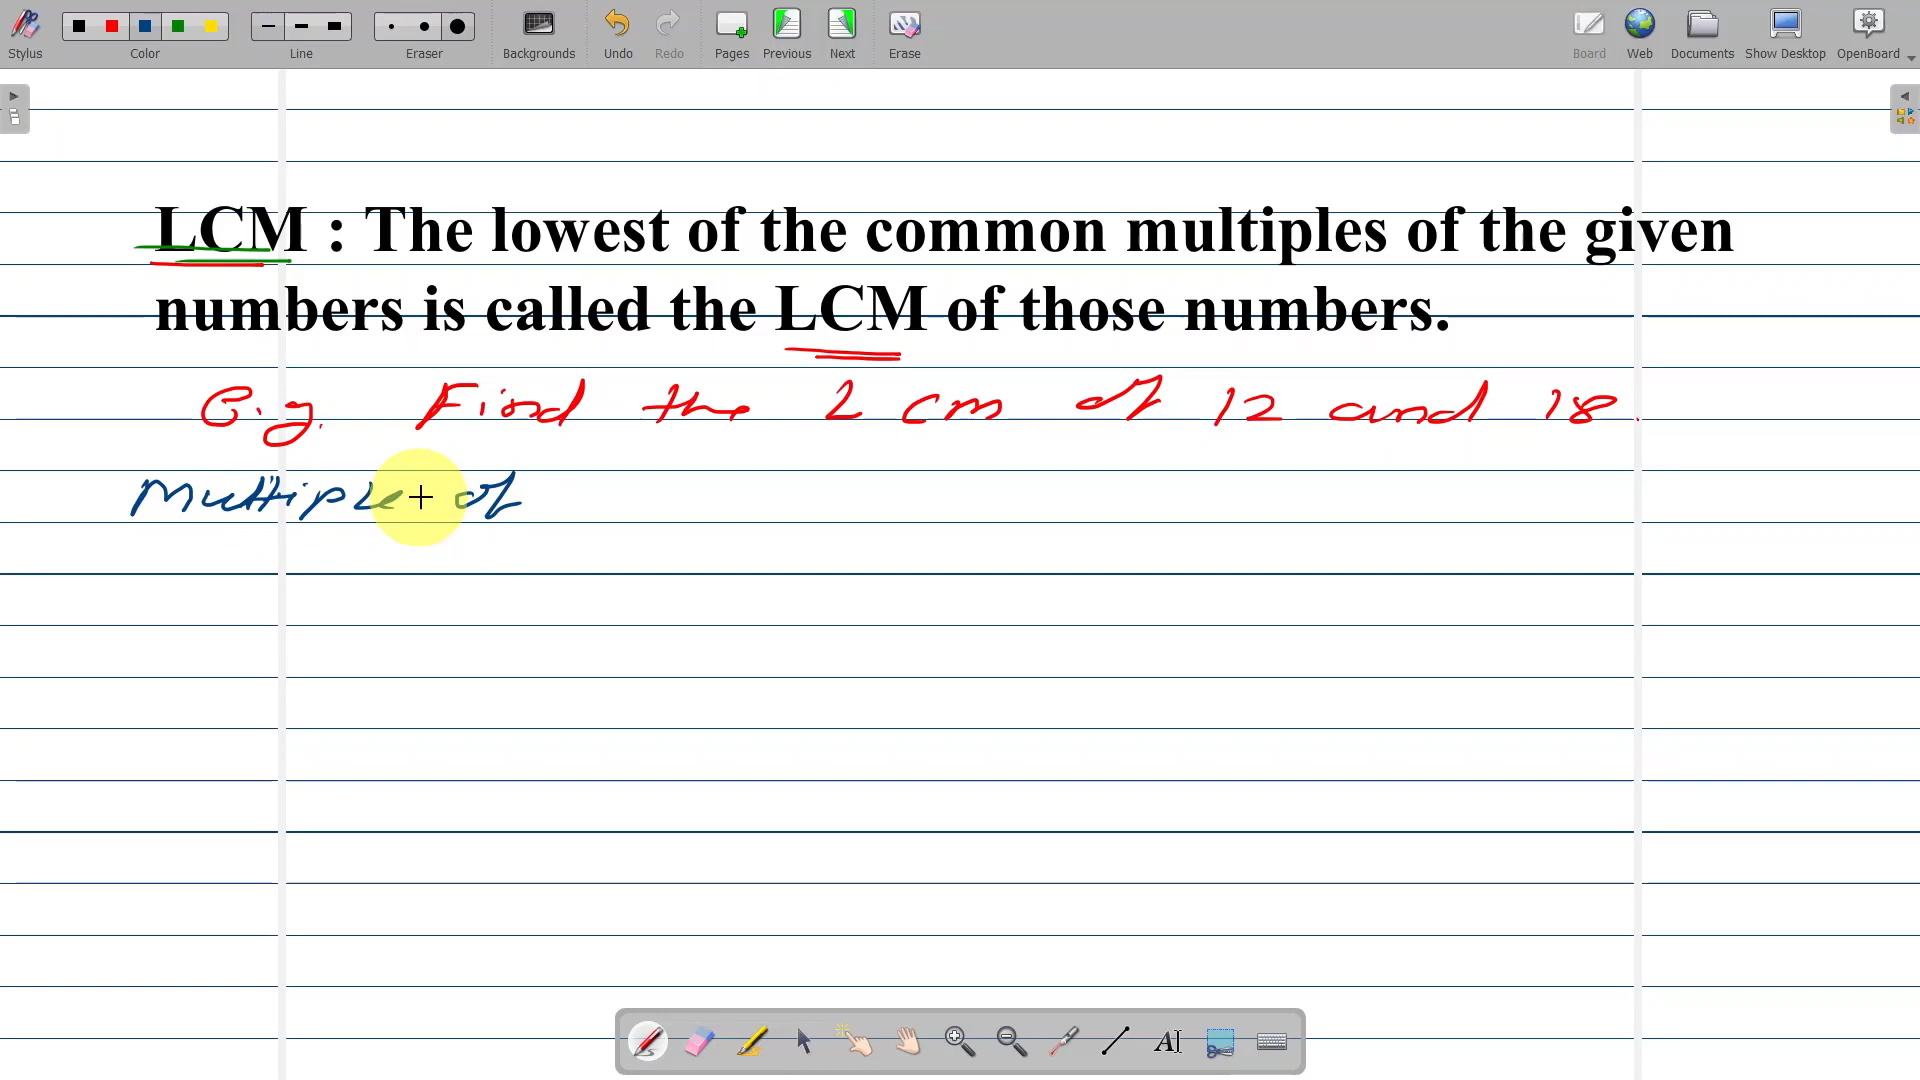 Stylus Color Line Eraser Backgrounds Undo Redo Pages Previous Next Erase Board Web Documents Show Desktop OpenBoard
LCM : The lowest of the common multiples of the given
numbers is called the LCM of those numbers.
E.g. Find the LCM of 12 and 18.
Multiple of